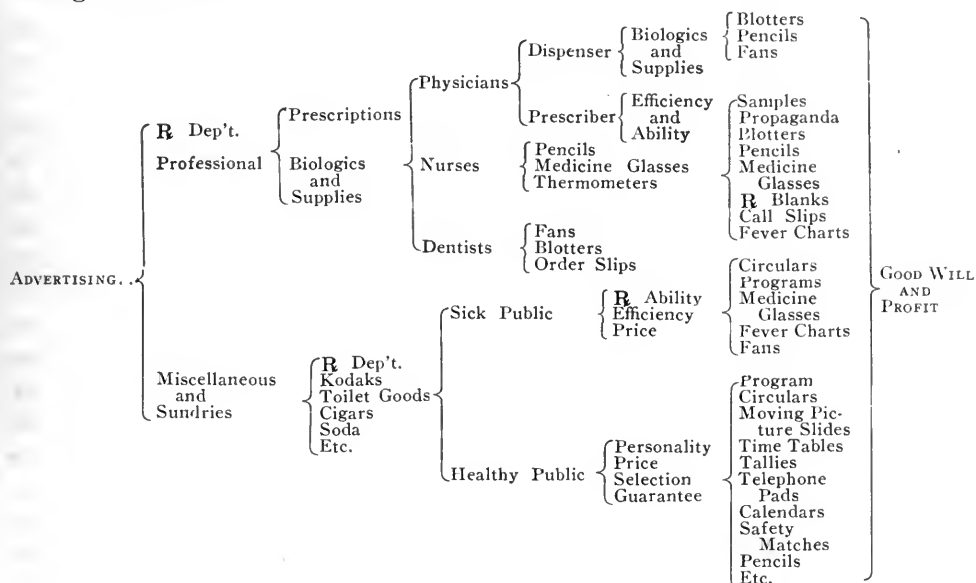 ADVERTISING..
℞ Dep't.
Professional
Prescriptions
Biologics
and
Supplies
Physicians
Dispenser
Biologics
and
Supplies
Blotters
Pencils
Fans
Prescriber
Efficiency
and
Ability
Nurses
Pencils
Medicine Glasses
Thermometers
Samples
Propaganda
Blotters
Pencils
Medicine
Glasses
℞ Blanks
Call Slips
Fever Charts
Dentists
Fans
Blotters
Order Slips
Miscellaneous
and
Sundries
℞ Dep't.
Kodaks
Toilet Goods
Cigars
Soda
Etc.
Sick Public
℞ Ability
Efficiency
Price
Circulars
Programs
Medicine
Glasses
Fever Charts
Fans
Healthy Public
Personality
Price
Selection
Guarantee
Program
Circulars
Moving Pic-
ture Slides
Time Tables
Tallies
Telephone
Pads
Calendars
Safety
Matches
Pencils
Etc.
GOOD WILL
AND
PROFIT